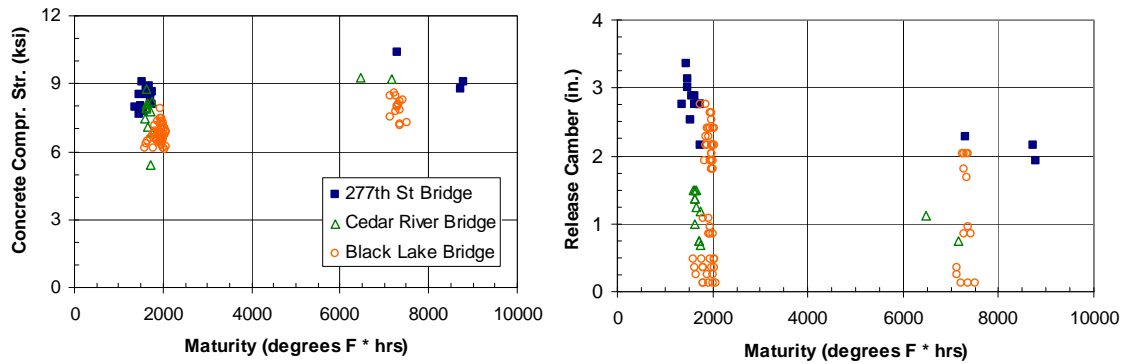 Concrete Compr. Str. (ksi)
12
9
6
3
0
277th St Bridge
Cedar River Bridge
Black Lake Bridge
0 2000 4000 6000 8000 10000
Maturity (degrees F * hrs)
Release Camber (in.)
4
3
2
1
0
0 2000 4000 6000 8000 10000
Maturity (degrees F * hrs)